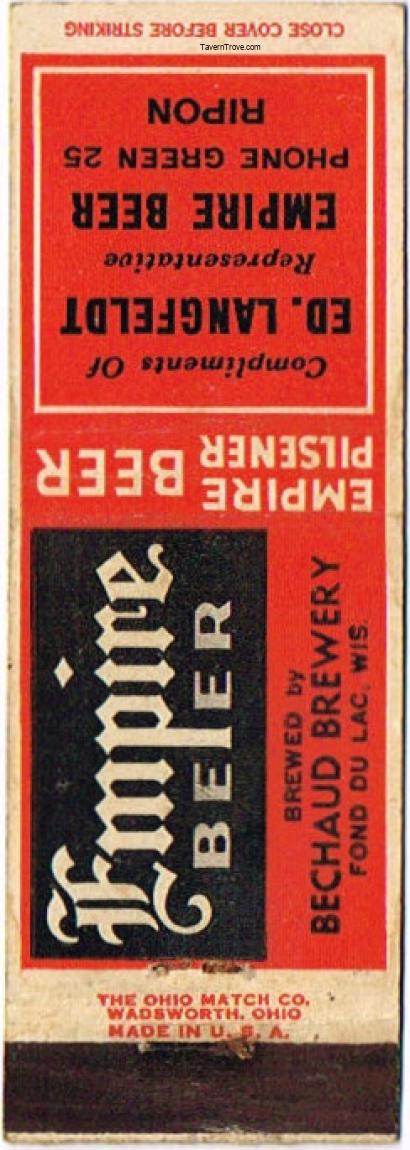 CLOSE COVER BEFORE STRIKING
TavernTrove.com
Compliments Of
ED. LANGFELDT
Representative
EMPIRE BEER
PHONE GREEN 25
RIPON
EMPIRE
PILSENER
BEER
Empire
BEER
BREWED by
BECHAUD BREWERY
FOND DU LAC, WIS.
THE OHIO MATCH CO.
WADSWORTH, OHIO
MADE IN U. S. A.